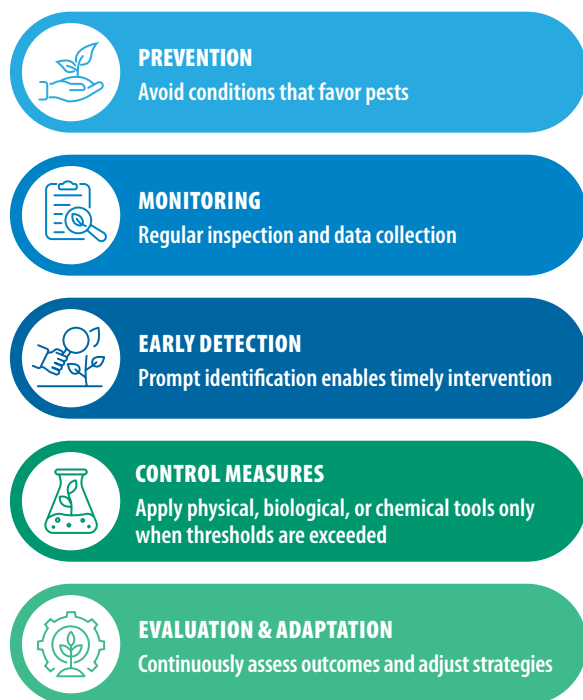 PREVENTION
Avoid conditions that favor pests
MONITORING
Regular inspection and data collection
EARLY DETECTION
Prompt identification enables timely intervention
CONTROL MEASURES
Apply physical, biological, or chemical tools only
when thresholds are exceeded
EVALUATION & ADAPTATION
Continuously assess outcomes and adjust strategies